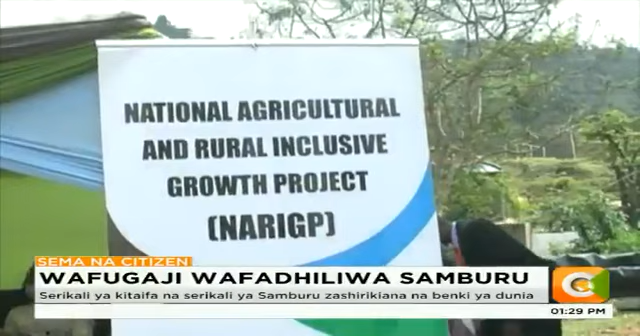 NATIONAL AGRICULTURAL
AND RURAL INCLUSIVE
GROWTH PROJECT
(NARIGP)
SEMA NA CITIZEN
WAFUGAJI WAFADHILIWA SAMBURU
Serikali ya kitaifa na serikali ya Samburu zashirikiana na benki ya dunia
01:29 PM